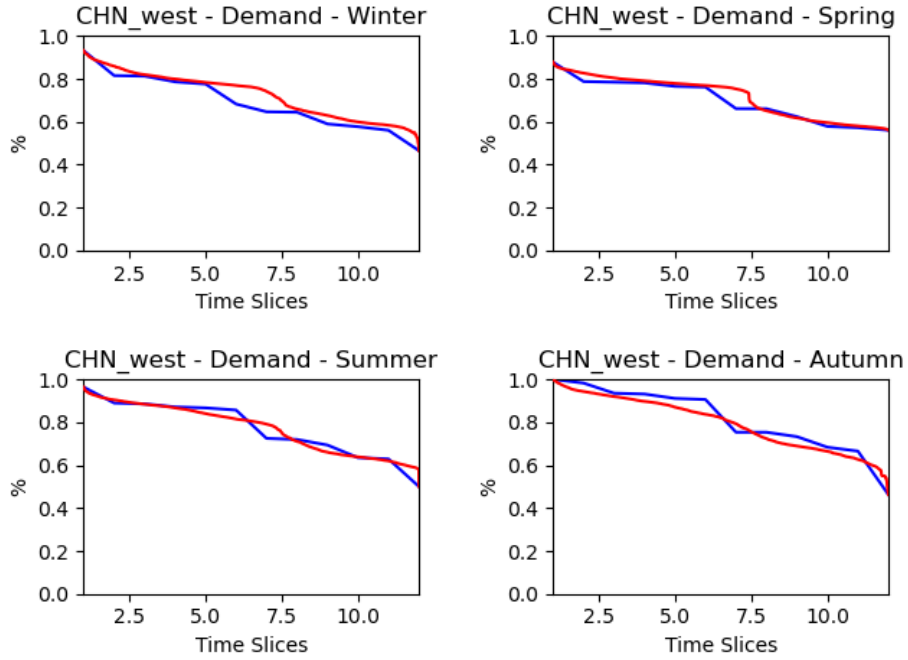 CHN_west - Demand - Winter
1.0
0.8
0.6
0.4
0.2
0.0
%
2.5 5.0 7.5 10.0
Time Slices
CHN_west - Demand - Spring
1.0
0.8
0.6
0.4
0.2
0.0
%
2.5 5.0 7.5 10.0
Time Slices
CHN_west - Demand - Summer
1.0
0.8
0.6
0.4
0.2
0.0
%
2.5 5.0 7.5 10.0
Time Slices
CHN_west - Demand - Autumn
1.0
0.8
0.6
0.4
0.2
0.0
%
2.5 5.0 7.5 10.0
Time Slices